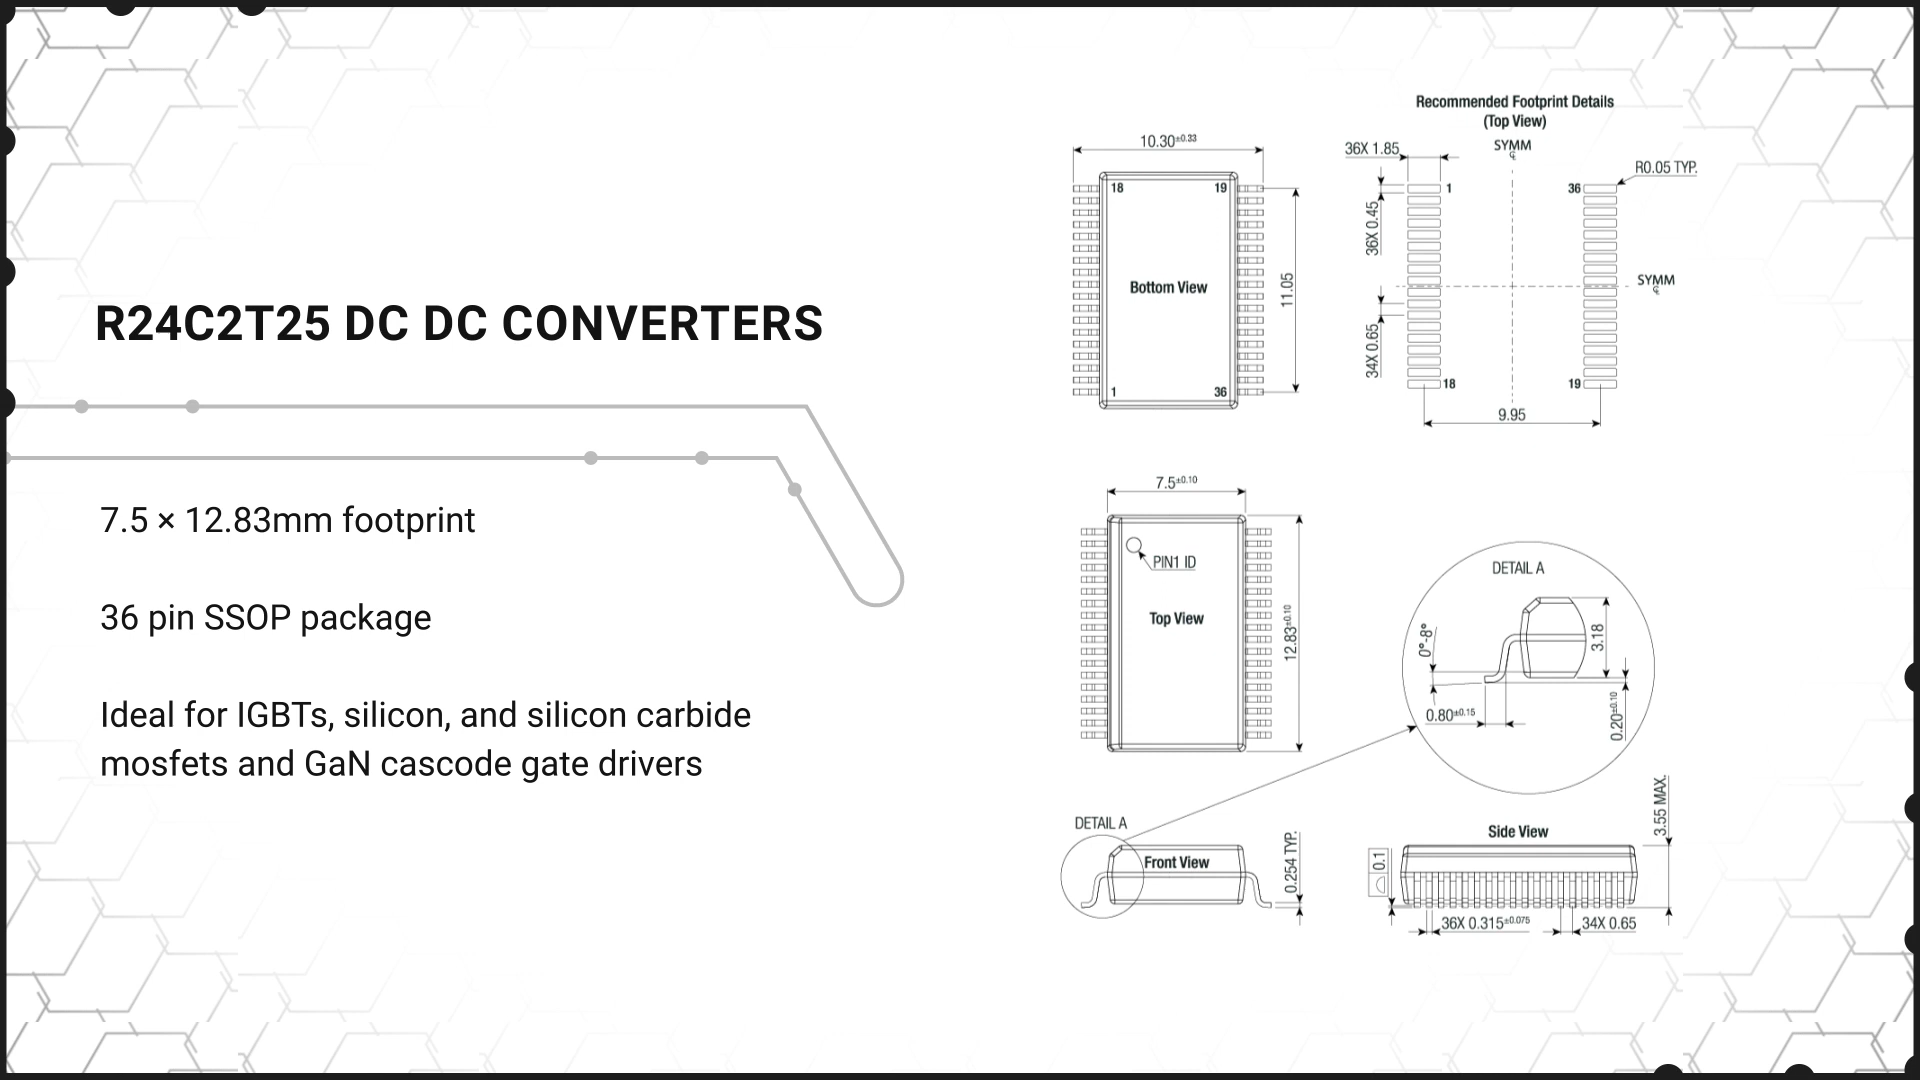 R24C2T25 DC DC CONVERTERS
7.5 × 12.83mm footprint
36 pin SSOP package
Ideal for IGBTs, silicon, and silicon carbide
mosfets and GaN cascode gate drivers
10.30±0.33
18 19
Bottom View
1 36
11.05
Recommended Footprint Details
(Top View)
SYMM
36X 1.85
R0.05 TYP.
1 36
36X 0.45
SYMM
34X 0.65
18 19
9.95
7.5±0.10
PIN1 ID
Top View
12.83±0.10
DETAIL A
0°-8°
3.18
0.80±0.15
0.20±0.10
DETAIL A
Front View
0.254 TYP.
Side View
3.55 MAX.
0.1
36X 0.315±0.075
34X 0.65